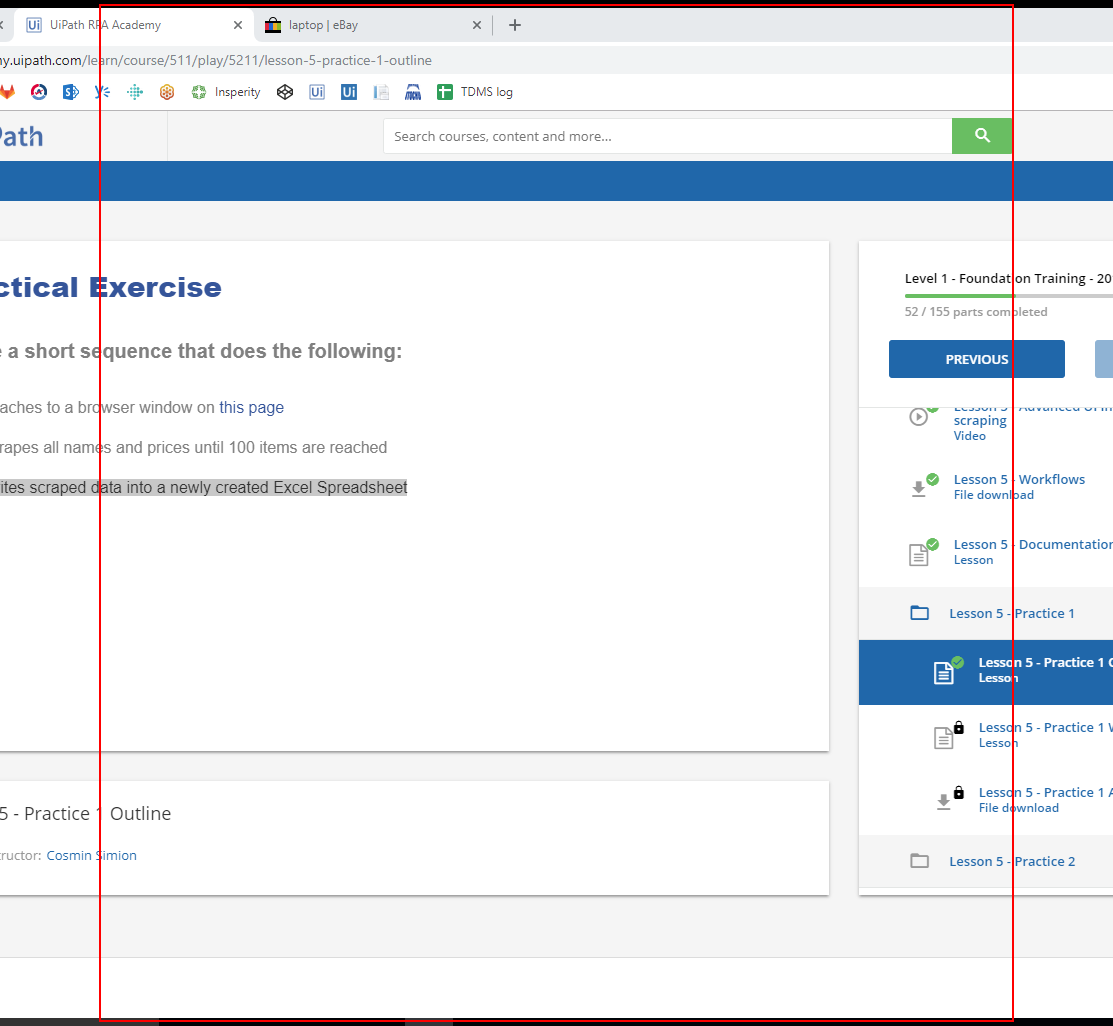 UiPath RPA Academy
laptop | eBay
ny.uipath.com/learn/course/511/play/5211/lesson-5-practice-1-outline
Insperity
Ui
Ui
TDMS log
Path
Search courses, content and more...
ctical Exercise
e a short sequence that does the following:
aches to a browser window on this page
rapes all names and prices until 100 items are reached
ites scraped data into a newly created Excel Spreadsheet
5 - Practice 1 Outline
tructor: Cosmin Simion
Level 1 - Foundation Training - 20
52 / 155 parts completed
PREVIOUS
Lesson 5 - Advanced UI In
scraping
Video
Lesson 5 - Workflows
File download
Lesson 5 - Documentation
Lesson
Lesson 5 - Practice 1
Lesson 5 - Practice 1 O
Lesson
Lesson 5 - Practice 1 W
Lesson
Lesson 5 - Practice 1 A
File download
Lesson 5 - Practice 2